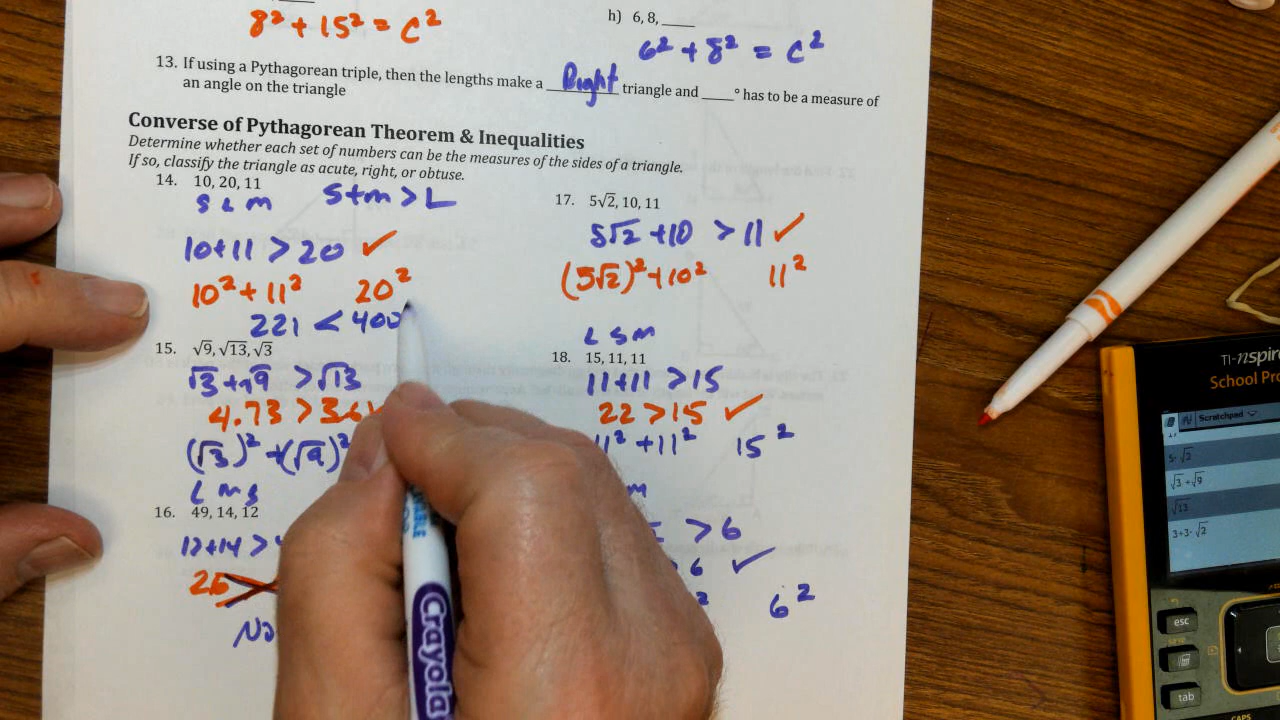 8² + 15² = c²
h) 6, 8, ____
6² + 8² = c²
13. If using a Pythagorean triple, then the lengths make a Right triangle and ____° has to be a measure of
an angle on the triangle
Converse of Pythagorean Theorem & Inequalities
Determine whether each set of numbers can be the measures of the sides of a triangle.
If so, classify the triangle as acute, right, or obtuse.
14. 10, 20, 11
S L m
S+m > L
10+11 > 20 ✓
10² + 11² 20²
221 < 400
15. √9, √13, √3
√3 + √9 > √13
4.73 > 3.61
(√3)² + (√9)²
L m s
16. 49, 14, 12
12+14 >
26
No
17. 5√2, 10, 11
5√2 + 10 > 11 ✓
(5√2)² + 10² 11²
L S m
18. 15, 11, 11
11+11 > 15
22 > 15 ✓
11² + 11² 15²
m
> 6
6 ✓
² 6²
TI-nspire
School Pro
Scratchpad
5·√2
√3+√9
√13
3+3·√2
esc
tab
CAPS
Crayola